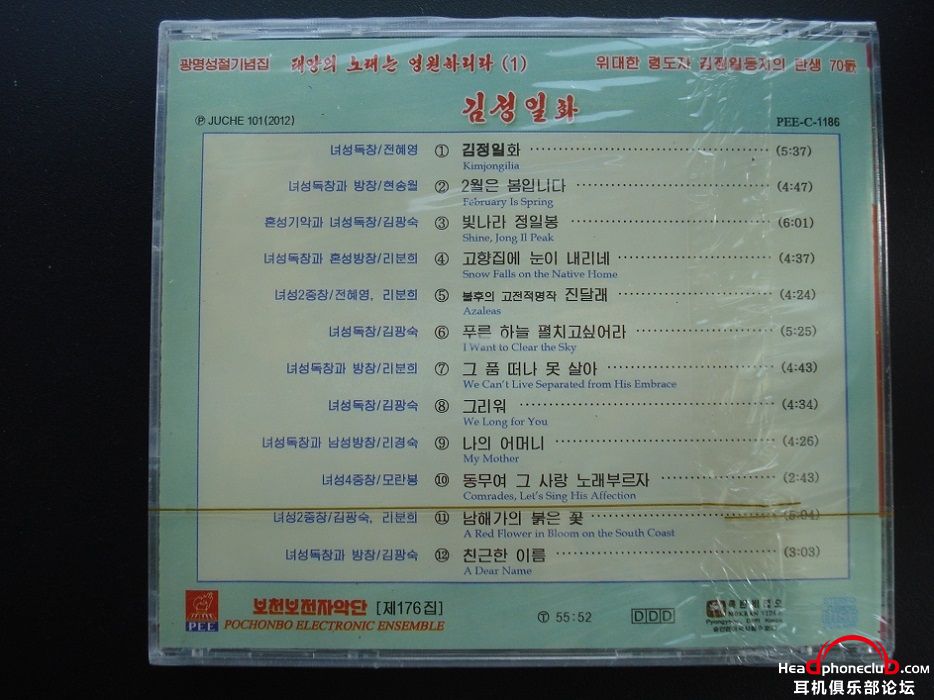 광명성절기념집 태양의 노래는 영원하리라 (1) 위대한 령도자 김정일동지의 탄생 70돐
김정일화
Ⓟ JUCHE 101(2012) PEE-C-1186
녀성독창/전혜영 ① 김정일화 (5:37)
Kimjongilia
녀성독창과 방창/현송월 ② 2월은 봄입니다 (4:47)
February Is Spring
혼성기악과 녀성독창/김광숙 ③ 빛나라 정일봉 (6:01)
Shine, Jong Il Peak
녀성독창과 혼성방창/리분희 ④ 고향집에 눈이 내리네 (4:37)
Snow Falls on the Native Home
녀성2중창/전혜영, 리분희 ⑤ 불후의 고전적명작 진달래 (4:24)
Azaleas
녀성독창/김광숙 ⑥ 푸른 하늘 펼치고싶어라 (5:25)
I Want to Clear the Sky
녀성독창과 방창/리분희 ⑦ 그 품 떠나 못 살아 (4:43)
We Can't Live Separated from His Embrace
녀성독창/김광숙 ⑧ 그리워 (4:34)
We Long for You
녀성독창과 남성방창/리경숙 ⑨ 나의 어머니 (4:26)
My Mother
녀성4중창/모란봉 ⑩ 동무여 그 사랑 노래부르자 (2:43)
Comrades, Let's Sing His Affection
녀성2중창/김광숙, 리분희 ⑪ 남해가의 붉은 꽃 (5:04)
A Red Flower in Bloom on the South Coast
녀성독창과 방창/김광숙 ⑫ 친근한 이름 (3:03)
A Dear Name
PEE 보천보전자악단 [제176집] Ⓣ 55:52 DDD
POCHONBO ELECTRONIC ENSEMBLE
HeadphoneclubD.com
耳机俱乐部论坛